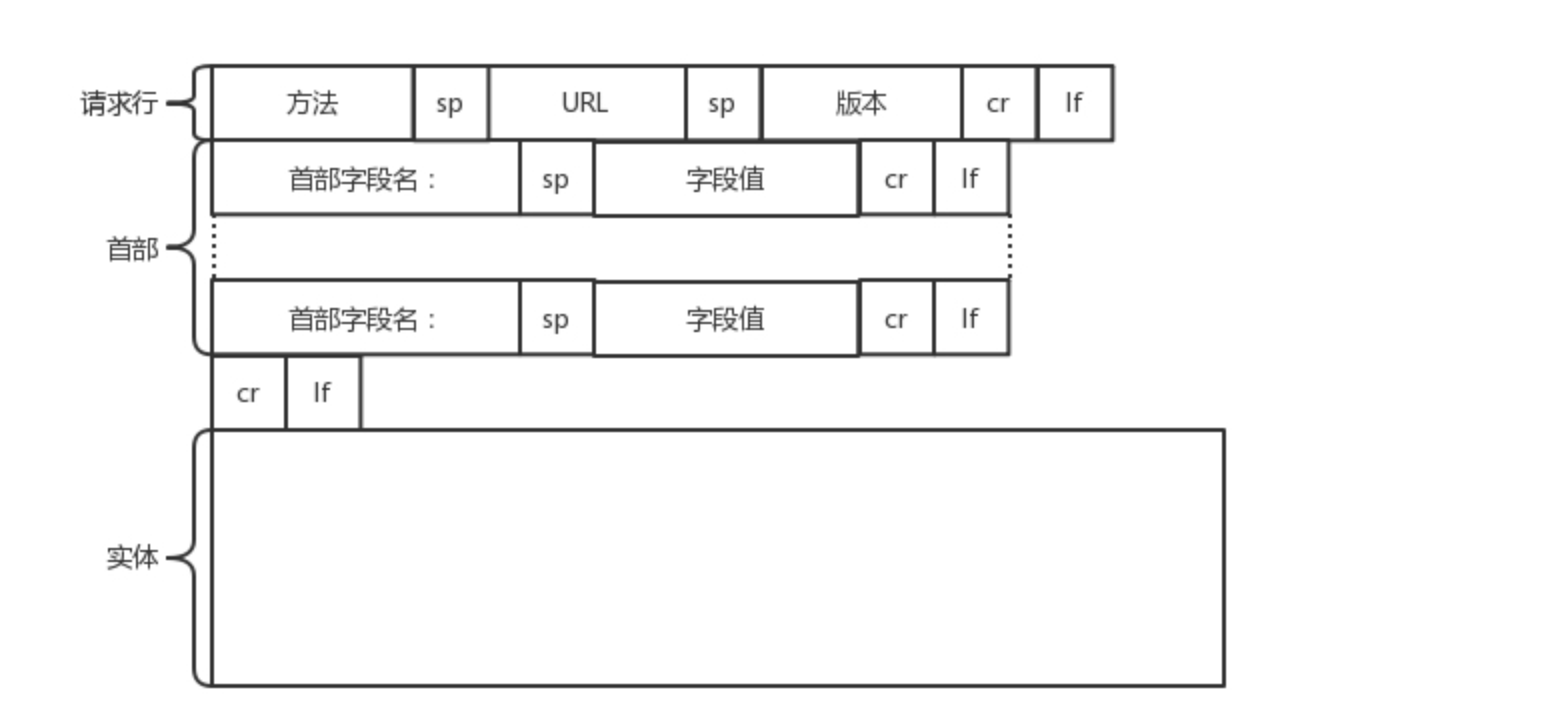 请求行 方法 sp URL sp 版本 cr lf
首部字段名： sp 字段值 cr lf
首部
首部字段名： sp 字段值 cr lf
cr lf
实体